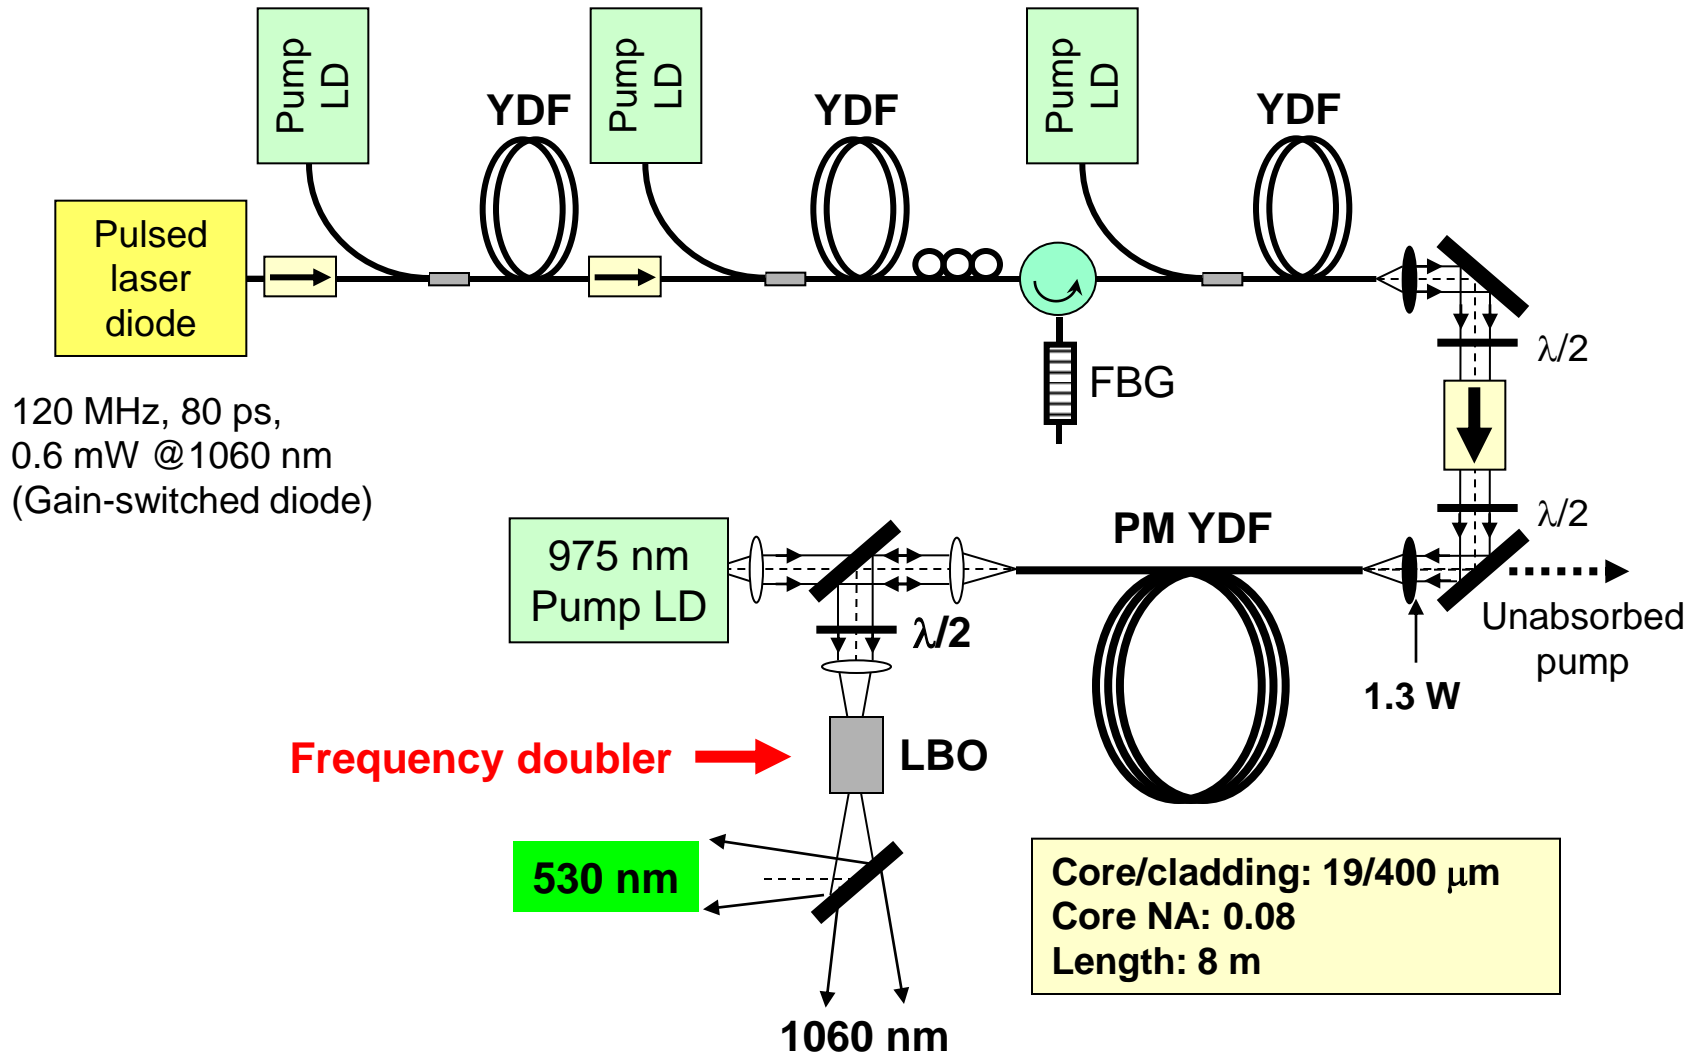 Pump
LD
YDF
Pump
LD
YDF
Pump
LD
YDF
Pulsed
laser
diode
λ/2
FBG
120 MHz, 80 ps,
0.6 mW @1060 nm
(Gain-switched diode)
λ/2
PM YDF
975 nm
Pump LD
Unabsorbed
pump
λ/2
1.3 W
Frequency doubler
LBO
530 nm
Core/cladding: 19/400 μm
Core NA: 0.08
Length: 8 m
1060 nm